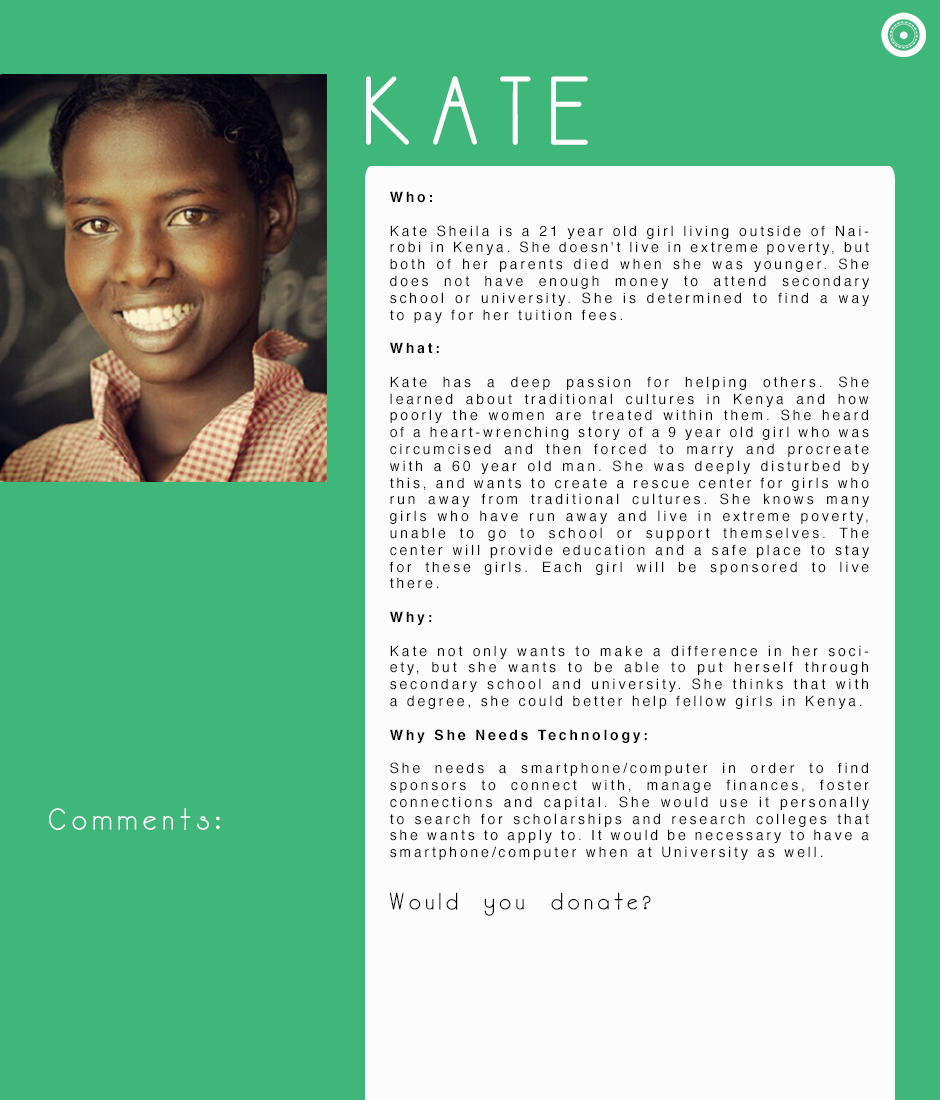 KATE
Who:
Kate Sheila is a 21 year old girl living outside of Nai-
robi in Kenya. She doesn't live in extreme poverty, but
both of her parents died when she was younger. She
does not have enough money to attend secondary
school or university. She is determined to find a way
to pay for her tuition fees.
What:
Kate has a deep passion for helping others. She
learned about traditional cultures in Kenya and how
poorly the women are treated within them. She heard
of a heart-wrenching story of a 9 year old girl who was
circumcised and then forced to marry and procreate
with a 60 year old man. She was deeply disturbed by
this, and wants to create a rescue center for girls who
run away from traditional cultures. She knows many
girls who have run away and live in extreme poverty,
unable to go to school or support themselves. The
center will provide education and a safe place to stay
for these girls. Each girl will be sponsored to live
there.
Why:
Kate not only wants to make a difference in her soci-
ety, but she wants to be able to put herself through
secondary school and university. She thinks that with
a degree, she could better help fellow girls in Kenya.
Why She Needs Technology:
She needs a smartphone/computer in order to find
sponsors to connect with, manage finances, foster
connections and capital. She would use it personally
to search for scholarships and research colleges that
she wants to apply to. It would be necessary to have a
smartphone/computer when at University as well.
Would you donate?
Comments: